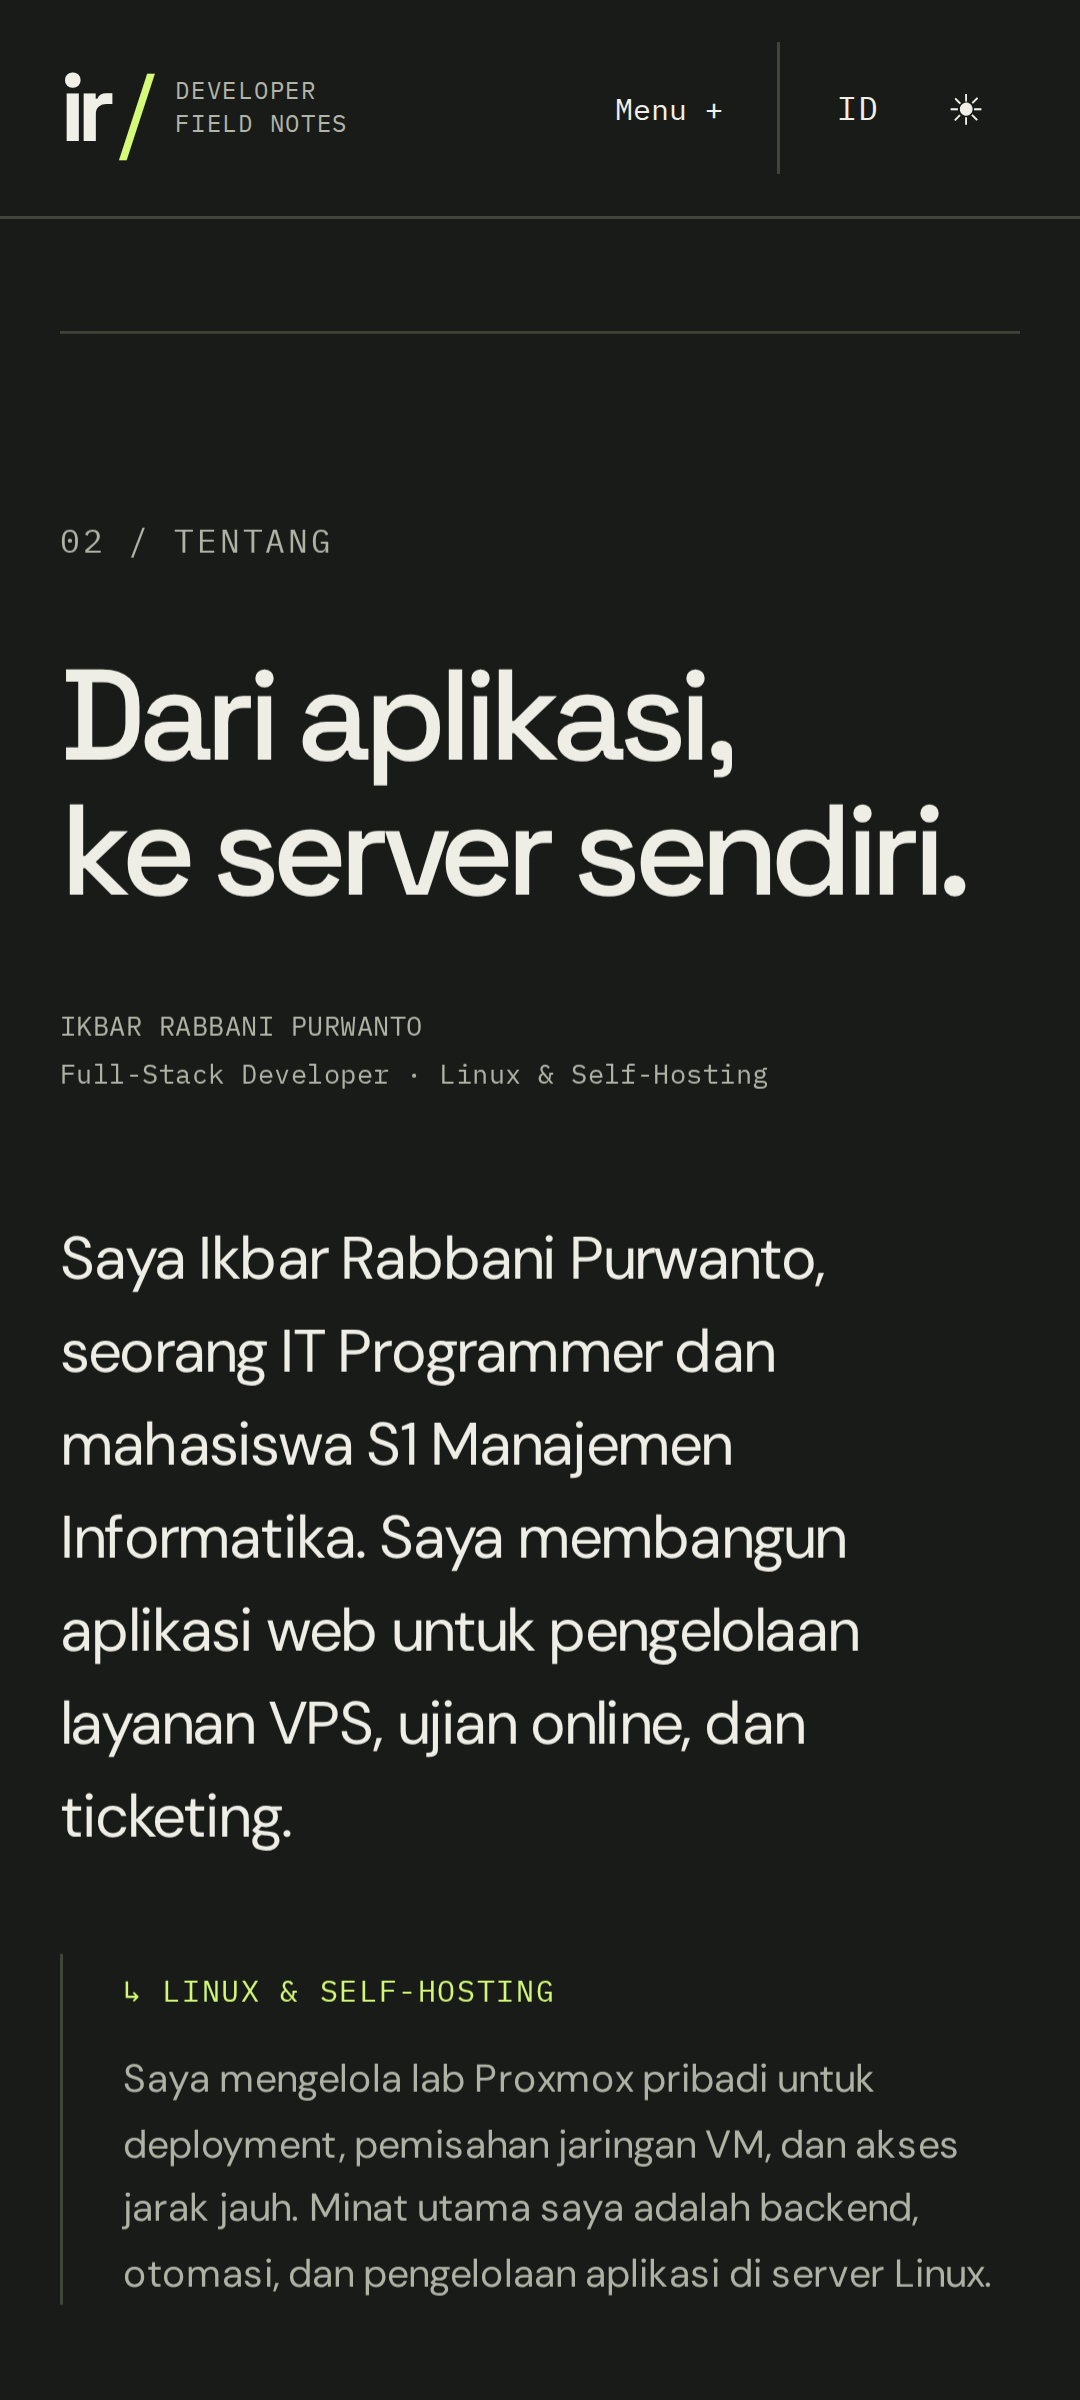 ir/
DEVELOPER
FIELD NOTES
Menu +
ID
02 / TENTANG
Dari aplikasi,
ke server sendiri.
IKBAR RABBANI PURWANTO
Full-Stack Developer · Linux & Self-Hosting
Saya Ikbar Rabbani Purwanto,
seorang IT Programmer dan
mahasiswa S1 Manajemen
Informatika. Saya membangun
aplikasi web untuk pengelolaan
layanan VPS, ujian online, dan
ticketing.
↳ LINUX & SELF-HOSTING
Saya mengelola lab Proxmox pribadi untuk
deployment, pemisahan jaringan VM, dan akses
jarak jauh. Minat utama saya adalah backend,
otomasi, dan pengelolaan aplikasi di server Linux.